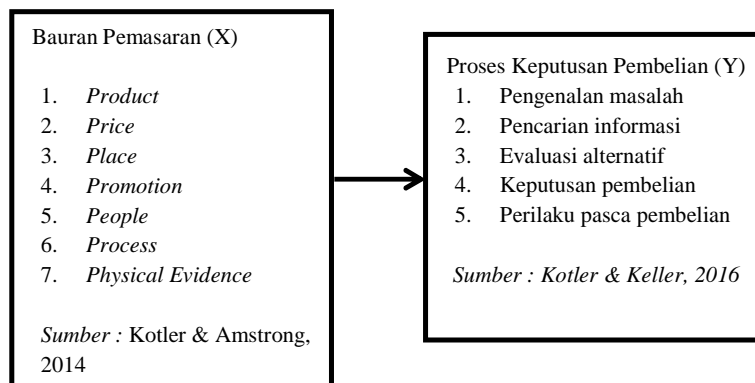 Bauran Pemasaran (X)
1. Product
2. Price
3. Place
4. Promotion
5. People
6. Process
7. Physical Evidence
Sumber : Kotler & Amstrong,
2014
Proses Keputusan Pembelian (Y)
1. Pengenalan masalah
2. Pencarian informasi
3. Evaluasi alternatif
4. Keputusan pembelian
5. Perilaku pasca pembelian
Sumber : Kotler & Keller, 2016